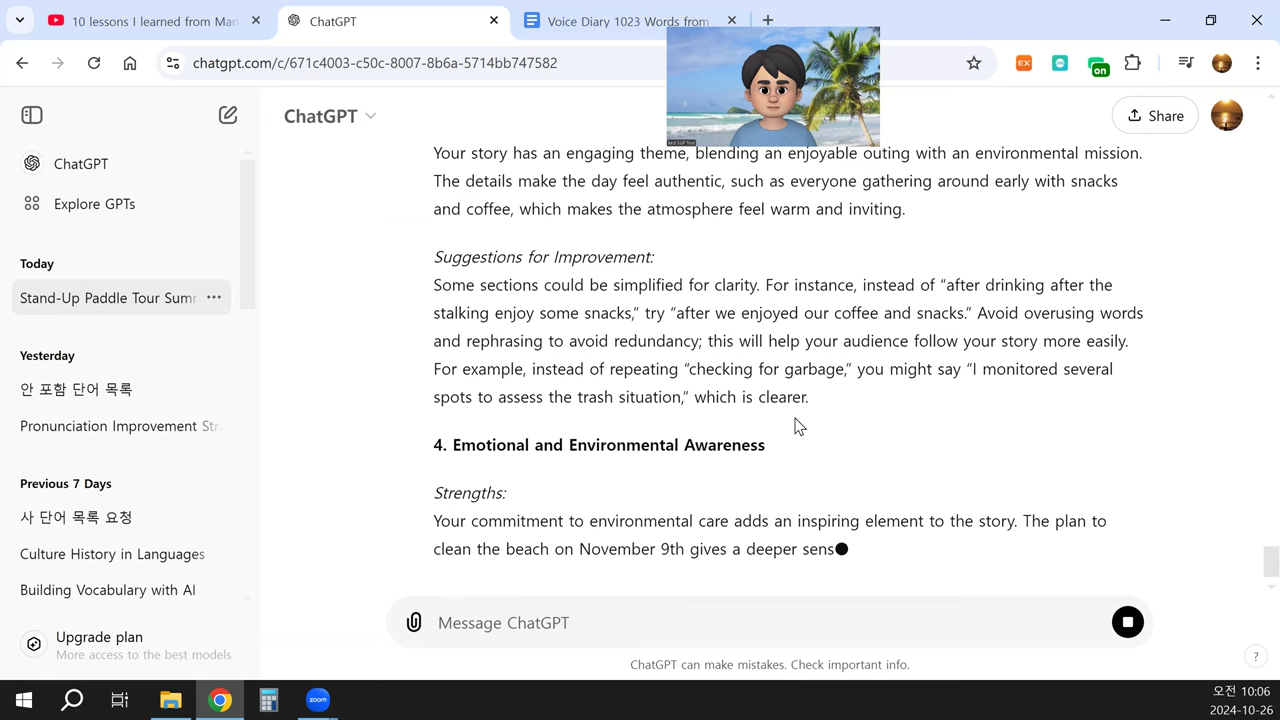 10 lessons I learned from Mark
ChatGPT
Voice Diary 1023 Words from
chatgpt.com/c/671c4003-c50c-8007-8b6a-5714bb747582
EX
on
ChatGPT
Share
Best SUP Tour
ChatGPT
Explore GPTs
Today
Stand-Up Paddle Tour Summ
Yesterday
안 포함 단어 목록
Pronunciation Improvement Str
Previous 7 Days
사 단어 목록 요청
Culture History in Languages
Building Vocabulary with AI
Upgrade plan
More access to the best models
Your story has an engaging theme, blending an enjoyable outing with an environmental mission.
The details make the day feel authentic, such as everyone gathering around early with snacks
and coffee, which makes the atmosphere feel warm and inviting.
Suggestions for Improvement:
Some sections could be simplified for clarity. For instance, instead of “after drinking after the
stalking enjoy some snacks,” try “after we enjoyed our coffee and snacks.” Avoid overusing words
and rephrasing to avoid redundancy; this will help your audience follow your story more easily.
For example, instead of repeating “checking for garbage,” you might say “I monitored several
spots to assess the trash situation,” which is clearer.
4. Emotional and Environmental Awareness
Strengths:
Your commitment to environmental care adds an inspiring element to the story. The plan to
clean the beach on November 9th gives a deeper sens
Message ChatGPT
ChatGPT can make mistakes. Check important info.
?
zoom
오전 10:06
2024-10-26